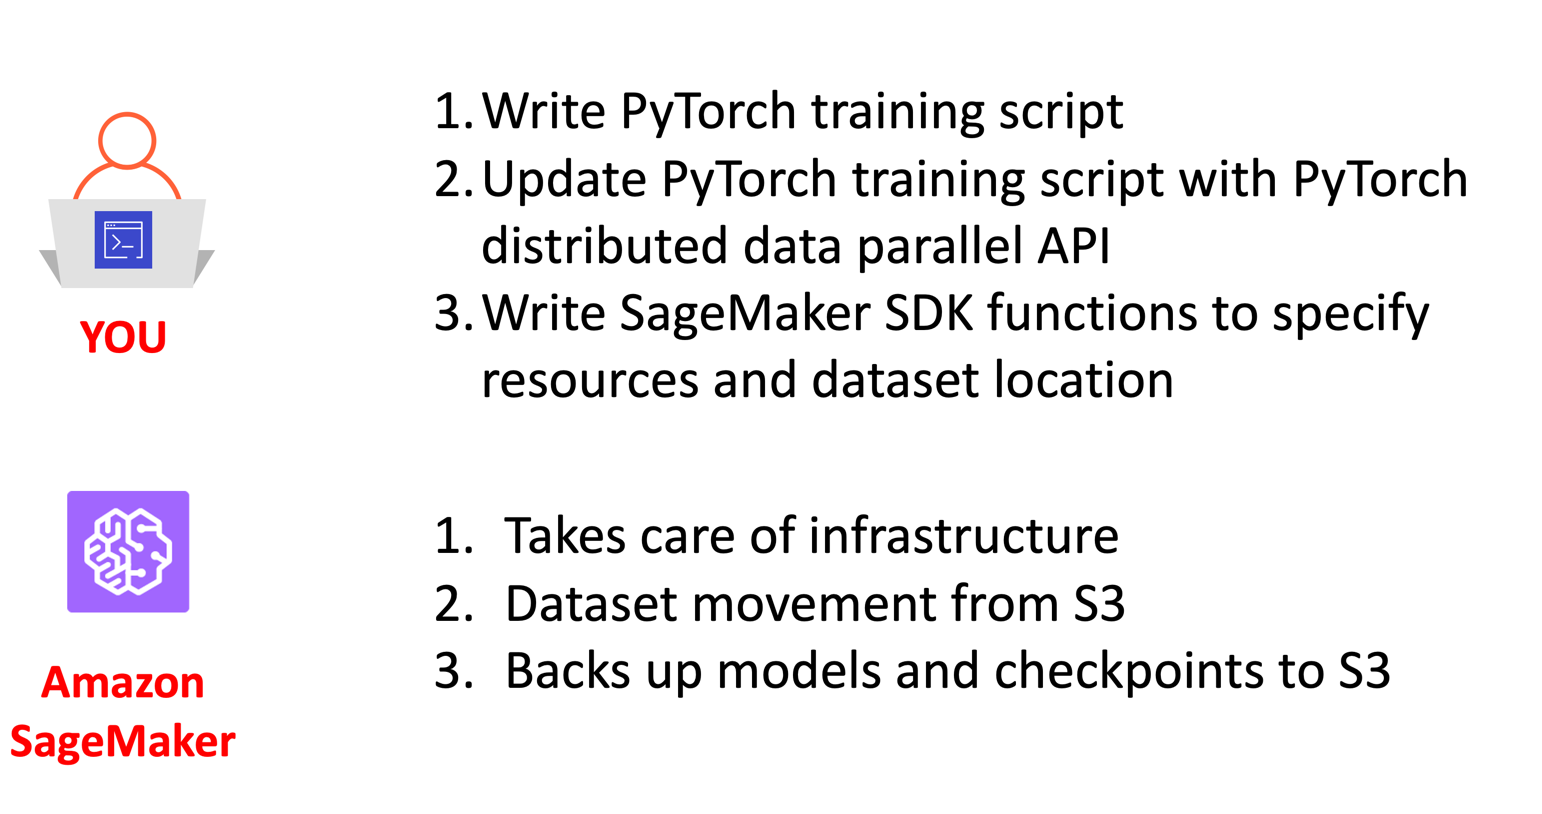 1. Write PyTorch training script
2. Update PyTorch training script with PyTorch
distributed data parallel API
3. Write SageMaker SDK functions to specify
resources and dataset location
YOU
1. Takes care of infrastructure
2. Dataset movement from S3
3. Backs up models and checkpoints to S3
Amazon
SageMaker